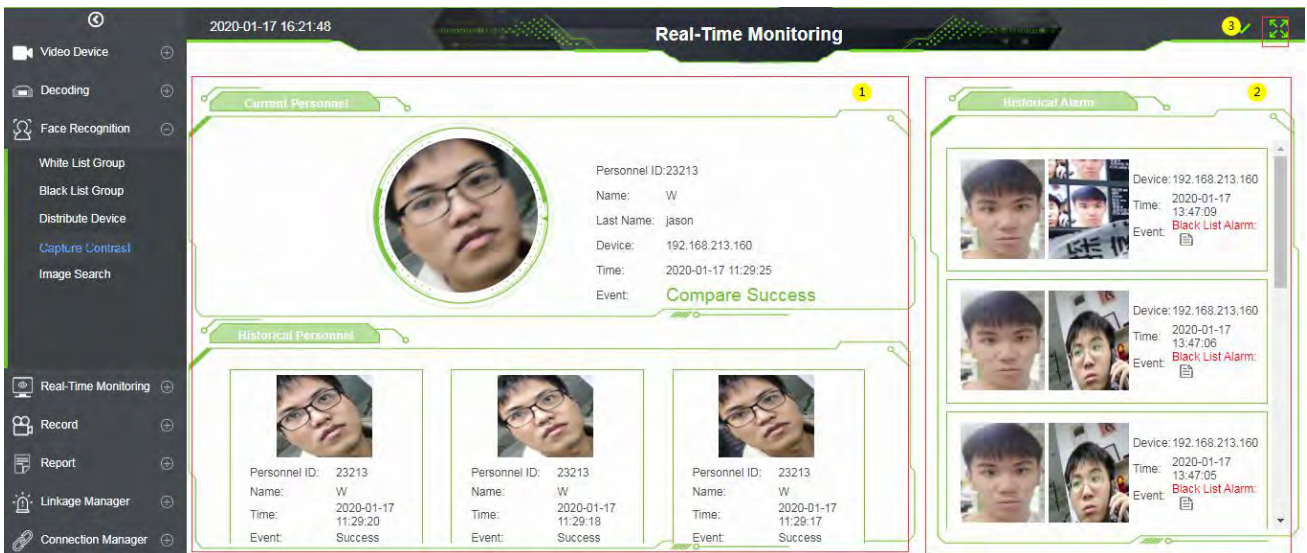 2020-01-17 16:21:48
Real-Time Monitoring
3
Video Device
Decoding
Face Recognition
White List Group
Black List Group
Distribute Device
Capture Contrast
Image Search
Real-Time Monitoring
Record
Report
Linkage Manager
Connection Manager
1
Current Personnel
Personnel ID:23213
Name: W
Last Name: jason
Device: 192.168.213.160
Time: 2020-01-17 11:29:25
Event: Compare Success
Historical Personnel
Personnel ID: 23213
Name: W
Time: 2020-01-17
11:29:20
Event: Success
Personnel ID: 23213
Name: W
Time: 2020-01-17
11:29:18
Event: Success
Personnel ID: 23213
Name: W
Time: 2020-01-17
11:29:17
Event: Success
2
Historical Alarm
Device: 192.168.213.160
Time: 2020-01-17
13:47:09
Event: Black List Alarm:
Device: 192.168.213.160
Time: 2020-01-17
13:47:06
Event: Black List Alarm:
Device: 192.168.213.160
Time: 2020-01-17
13:47:05
Event: Black List Alarm: